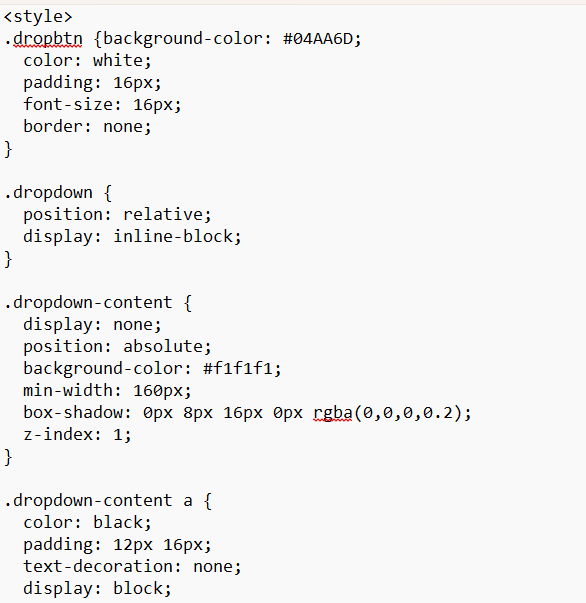 <style>
.dropbtn {background-color: #04AA6D;
  color: white;
  padding: 16px;
  font-size: 16px;
  border: none;
}

.dropdown {
  position: relative;
  display: inline-block;
}

.dropdown-content {
  display: none;
  position: absolute;
  background-color: #f1f1f1;
  min-width: 160px;
  box-shadow: 0px 8px 16px 0px rgba(0,0,0,0.2);
  z-index: 1;
}

.dropdown-content a {
  color: black;
  padding: 12px 16px;
  text-decoration: none;
  display: block;